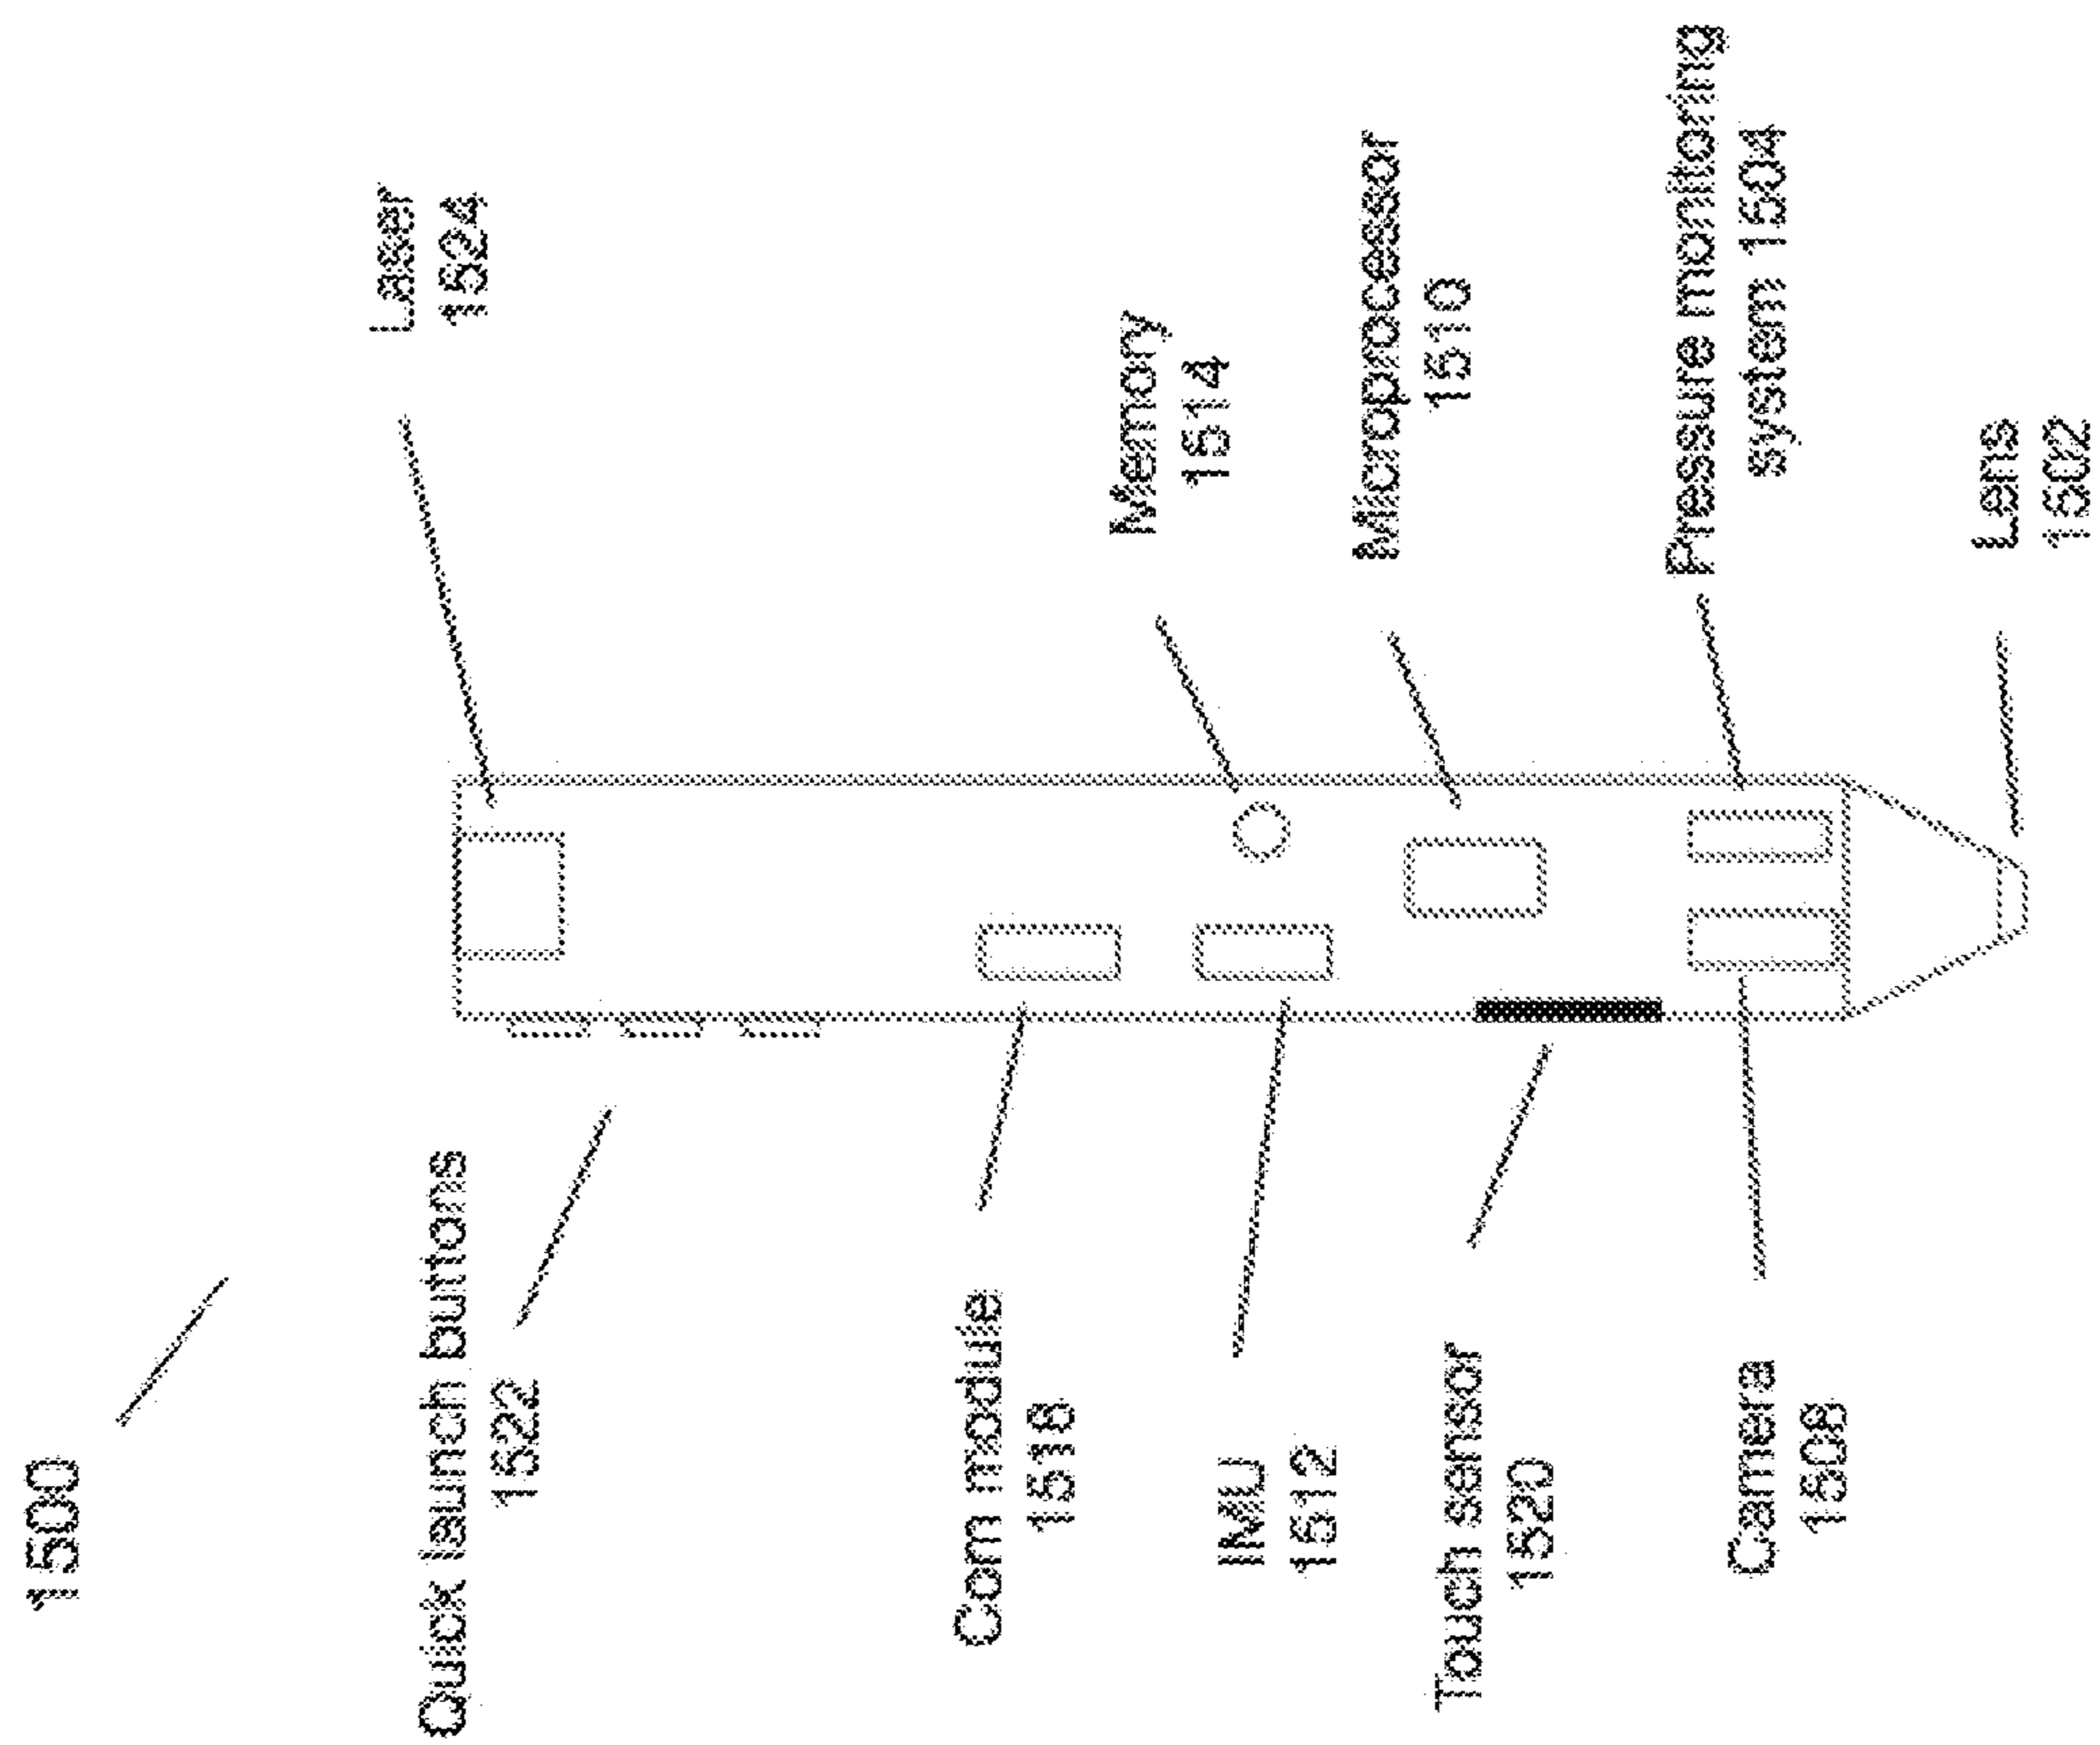 1500
Quick launch buttons
1522
Laser
1524
Com module
1518
Memory
1514
IMU
1512
Microprocessor
1510
Touch sensor
1520
Pressure monitoring
system 1504
Camera
1508
Lens
1502